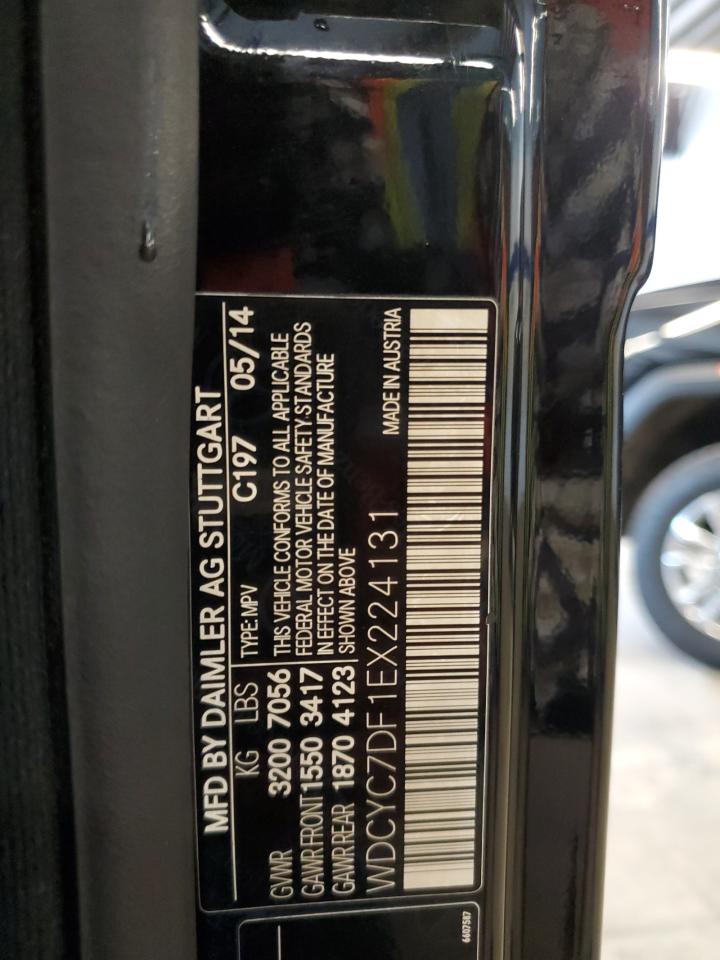 MFD BY DAIMLER AG STUTTGART
KG LBS TYPE:MPV C197 05/14
GVWR 3200 7056
GAWR FRONT 1550 3417
GAWR REAR 1870 4123
THIS VEHICLE CONFORMS TO ALL APPLICABLE
FEDERAL MOTOR VEHICLE SAFETY STANDARDS
IN EFFECT ON THE DATE OF MANUFACTURE
SHOWN ABOVE
WDCYC7DF1EX224131 MADE IN AUSTRIA
6607587